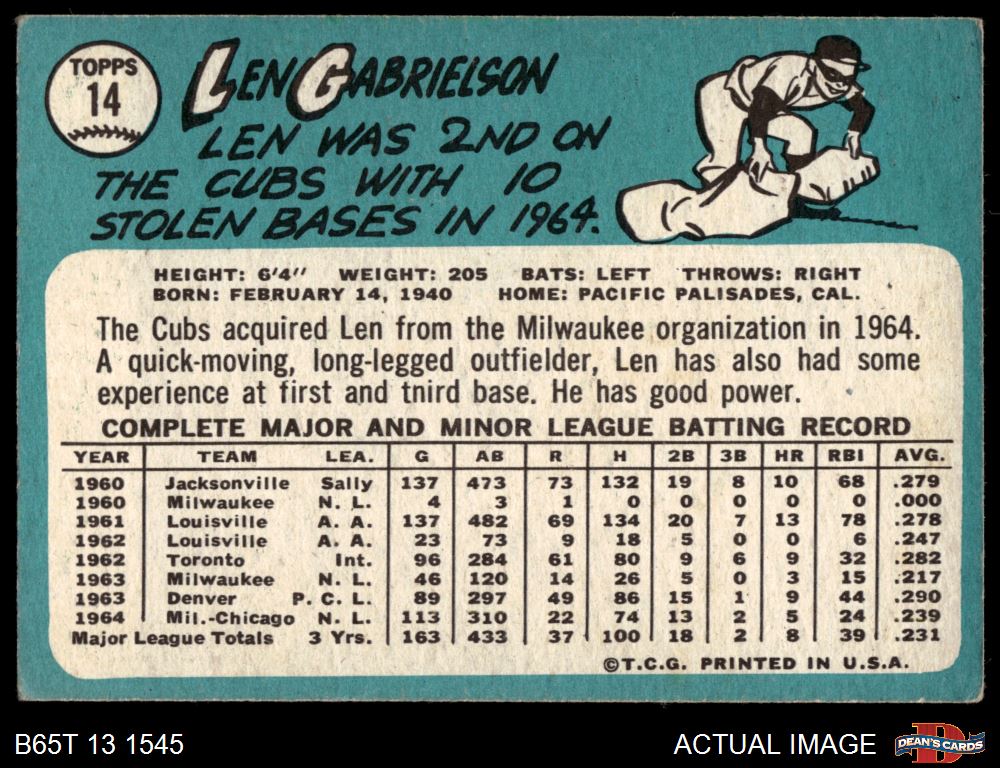 TOPPS
14
LEN GABRIELSON
LEN WAS 2ND ON
THE CUBS WITH 10
STOLEN BASES IN 1964.
HEIGHT: 6'4" WEIGHT: 205 BATS: LEFT THROWS: RIGHT
BORN: FEBRUARY 14, 1940 HOME: PACIFIC PALISADES, CAL.
The Cubs acquired Len from the Milwaukee organization in 1964.
A quick-moving, long-legged outfielder, Len has also had some
experience at first and tnird base. He has good power.
COMPLETE MAJOR AND MINOR LEAGUE BATTING RECORD
YEAR TEAM LEA. G AB R H 2B 3B HR RBI AVG.
1960 Jacksonville Sally 137 473 73 132 19 8 10 68 .279
1960 Milwaukee N. L. 4 3 1 0 0 0 0 0 .000
1961 Louisville A. A. 137 482 69 134 20 7 13 78 .278
1962 Louisville A. A. 23 73 9 18 5 0 0 6 .247
1962 Toronto Int. 96 284 61 80 9 6 9 32 .282
1963 Milwaukee N. L. 46 120 14 26 5 0 3 15 .217
1963 Denver P. C. L. 89 297 49 86 15 1 9 44 .290
1964 Mil.-Chicago N. L. 113 310 22 74 13 2 5 24 .239
Major League Totals 3 Yrs. 163 433 37 100 18 2 8 39 .231
©T.C.G. PRINTED IN U.S.A.
B65T 13 1545
ACTUAL IMAGE
D
DEAN'S CARDS